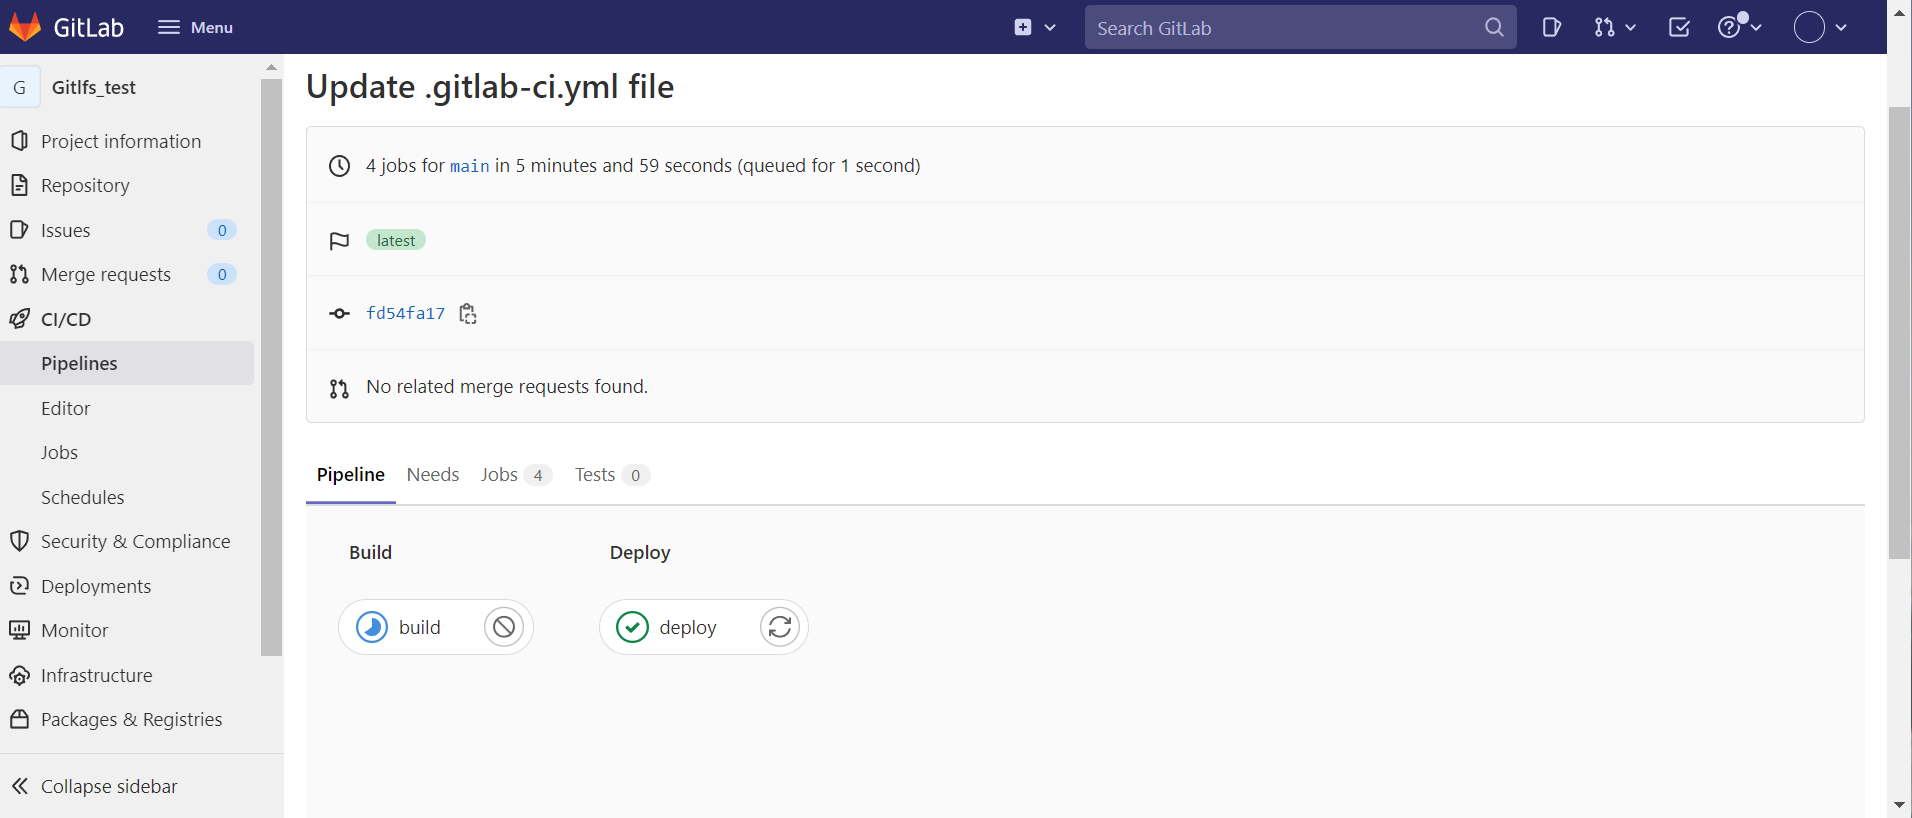 GitLab Menu Search GitLab
G Gitlfs_test
Project information
Repository
Issues 0
Merge requests 0
CI/CD
Pipelines
Editor
Jobs
Schedules
Security & Compliance
Deployments
Monitor
Infrastructure
Packages & Registries
Collapse sidebar
Update .gitlab-ci.yml file
4 jobs for main in 5 minutes and 59 seconds (queued for 1 second)
latest
fd54fa17
No related merge requests found.
Pipeline Needs Jobs 4 Tests 0
Build Deploy
build deploy